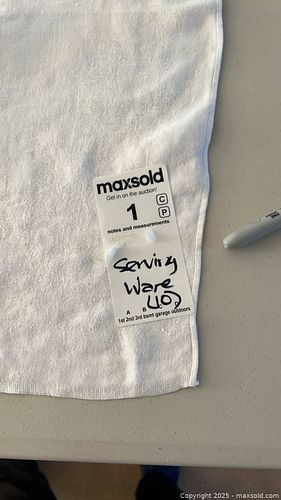 maxsold
Get in on the auction!
1
C
P
notes and measurements
Serving
Ware
(10)
A B C D
1st 2nd 3rd bsmt garage outdoors
Copyright © 2025 - maxsold.com